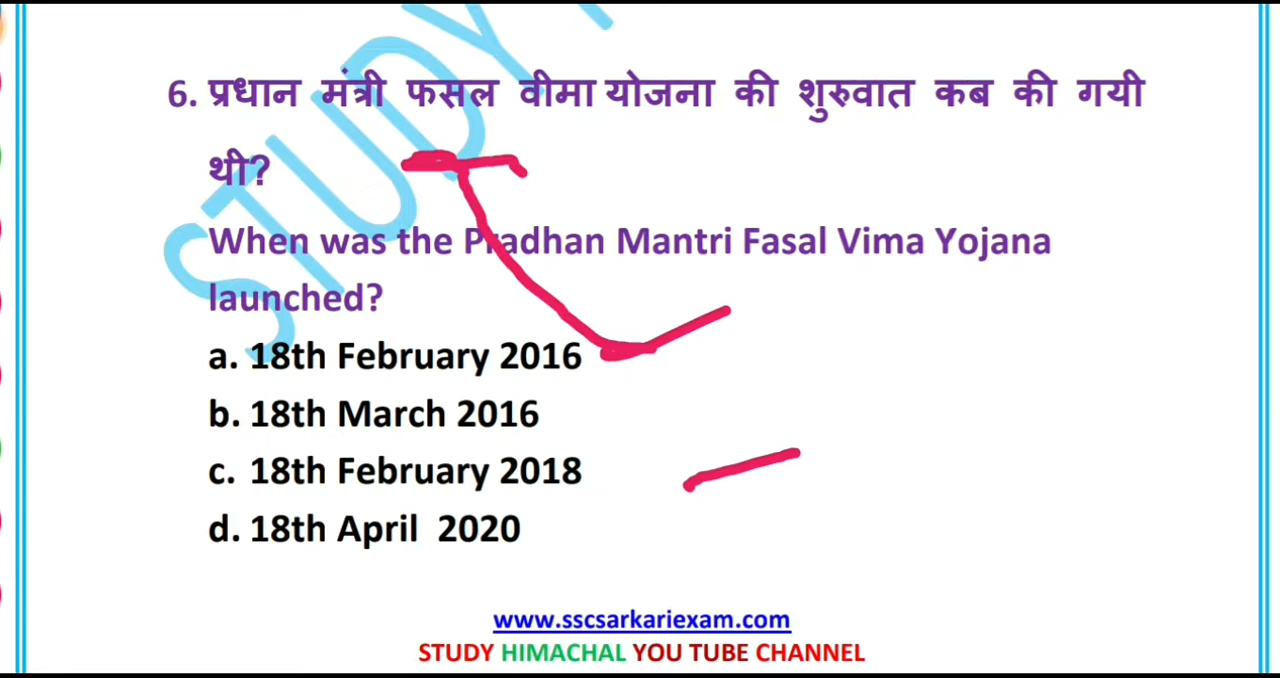 6. प्रधान मंत्री फसल वीमा योजना की शुरुवात कब की गयी
थी?
When was the Pradhan Mantri Fasal Vima Yojana
launched?
a. 18th February 2016
b. 18th March 2016
c. 18th February 2018
d. 18th April 2020
STUDY
www.sscsarkariexam.com
STUDY HIMACHAL YOU TUBE CHANNEL